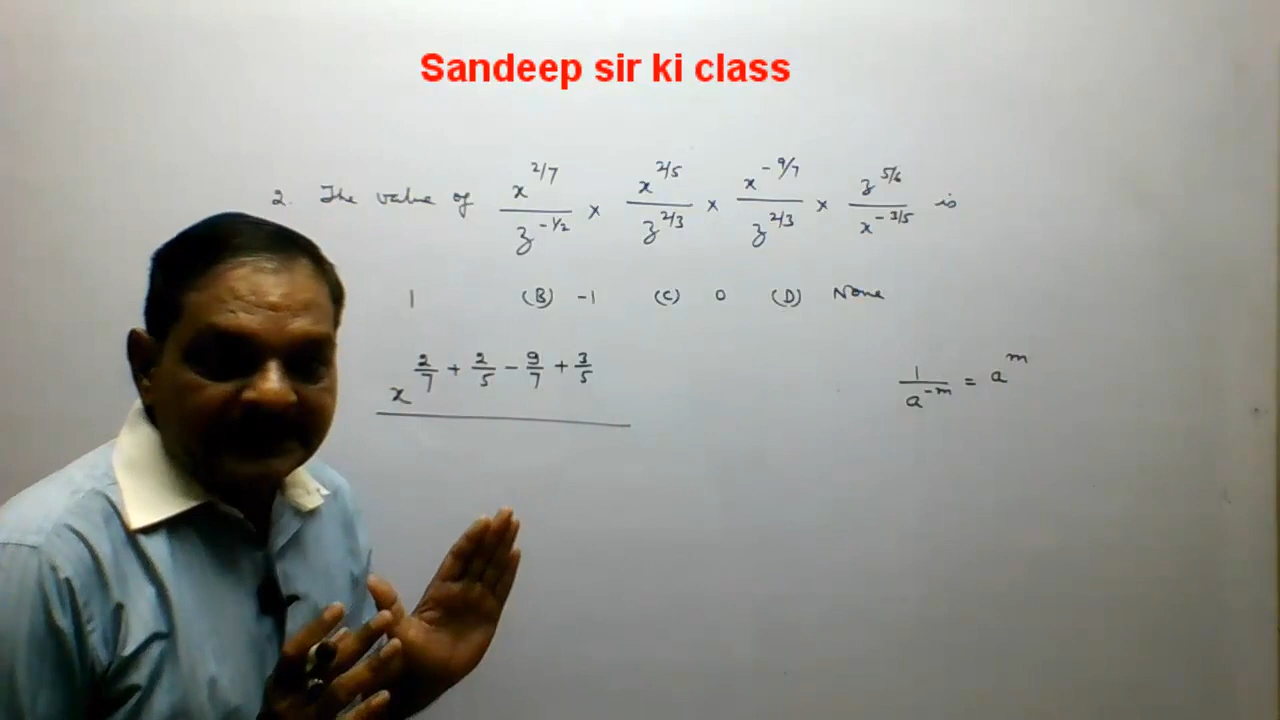 Sandeep sir ki class
2. The value of x^{2/7}/z^{-1/2} × x^{2/5}/z^{2/3} × x^{-9/7}/z^{2/3} × z^{5/6}/x^{-3/5} is
1 (B) -1 (C) 0 (D) None
x^{2/7 + 2/5 - 9/7 + 3/5}
1/a^{-m} = a^m